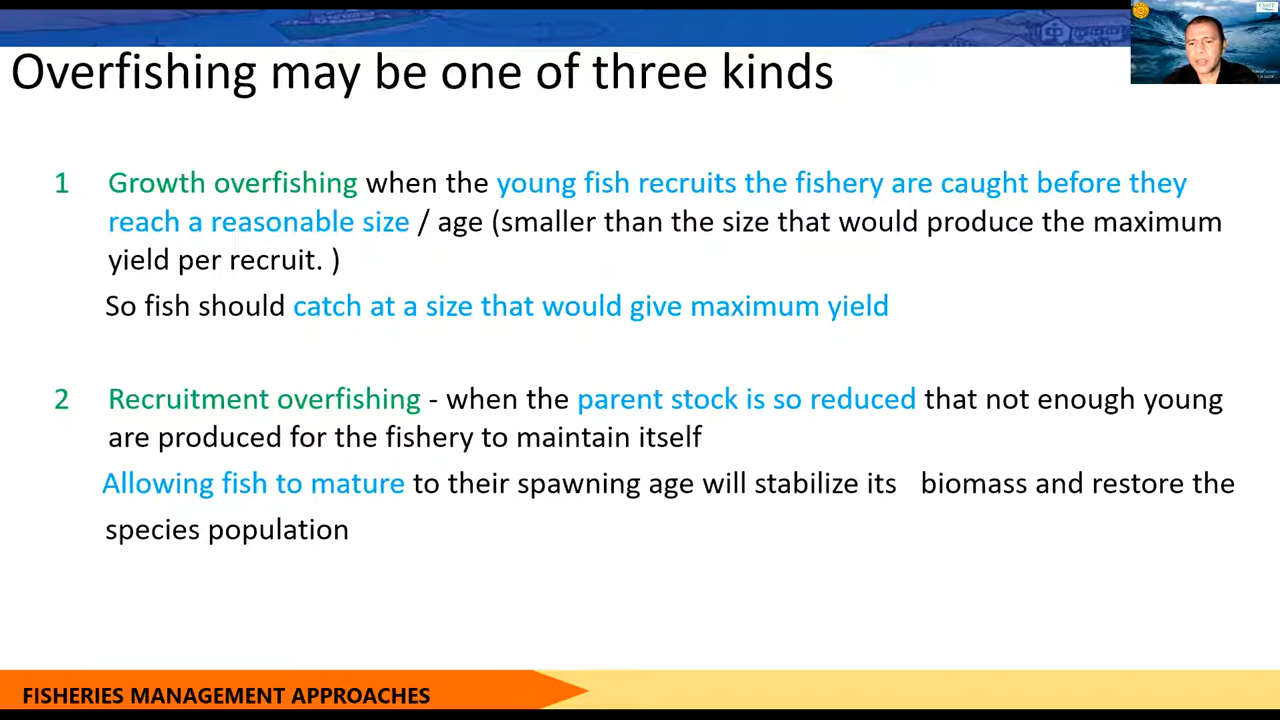 Overfishing may be one of three kinds
1 Growth overfishing when the young fish recruits the fishery are caught before they
reach a reasonable size / age (smaller than the size that would produce the maximum
yield per recruit. )
So fish should catch at a size that would give maximum yield
2 Recruitment overfishing - when the parent stock is so reduced that not enough young
are produced for the fishery to maintain itself
Allowing fish to mature to their spawning age will stabilize its biomass and restore the
species population
FISHERIES MANAGEMENT APPROACHES